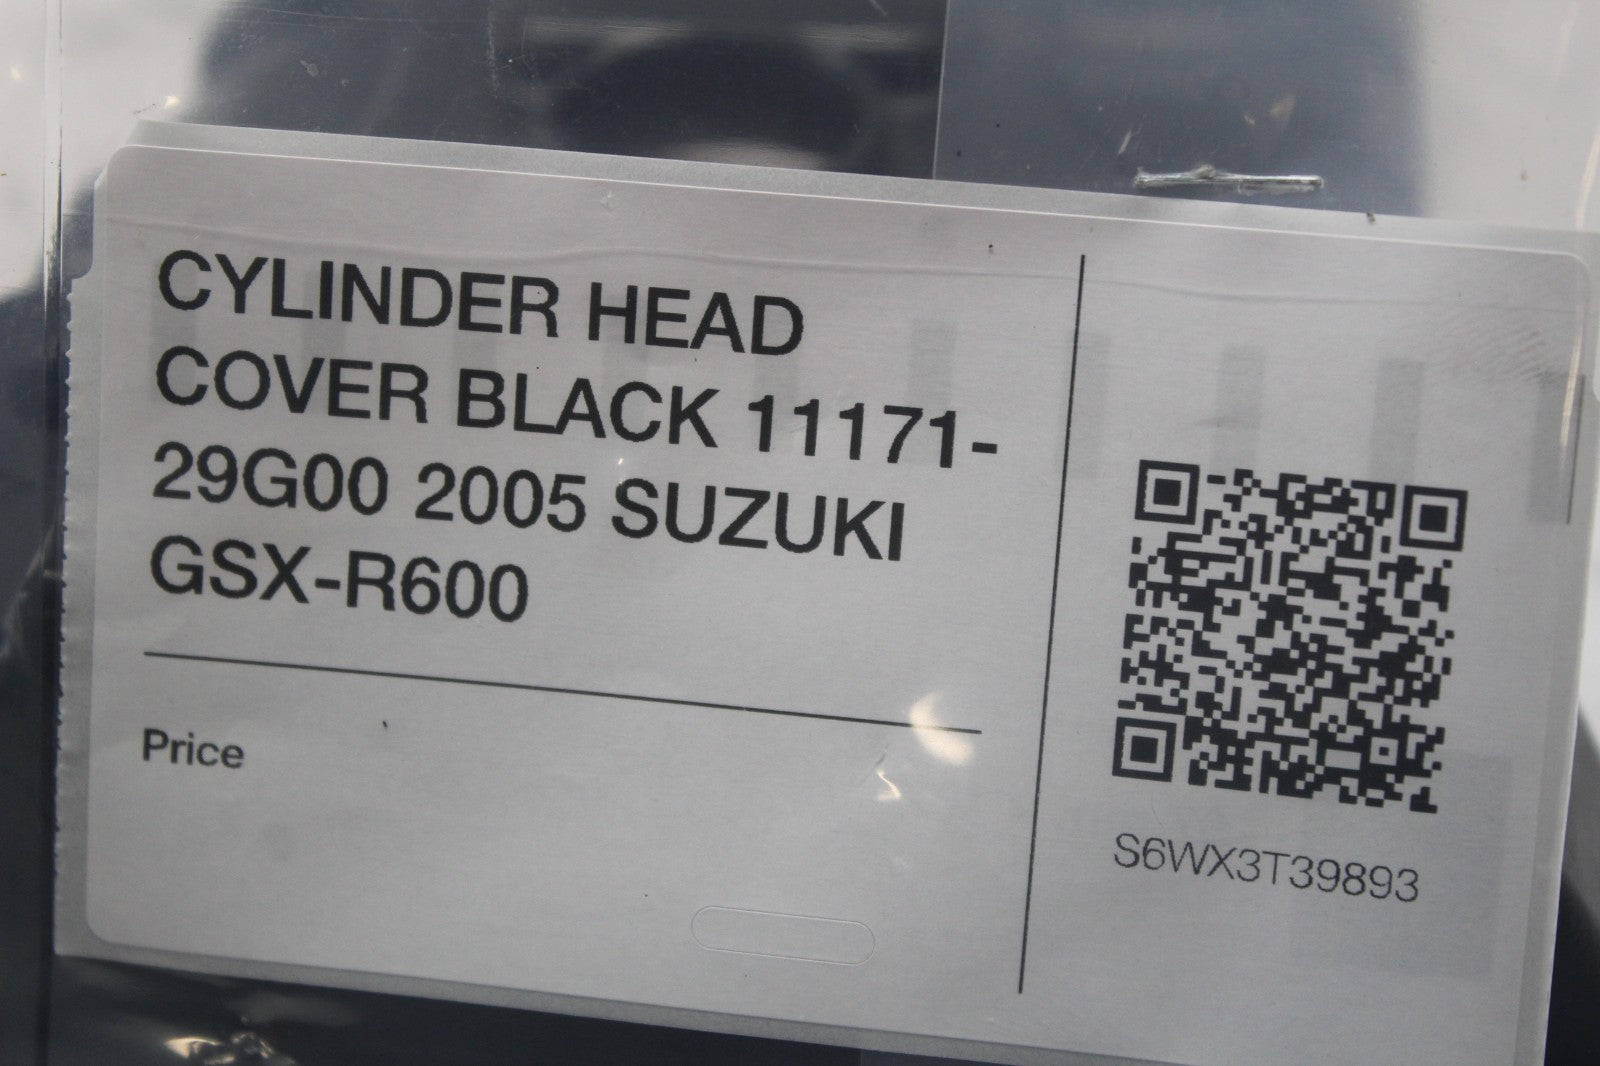 CYLINDER HEAD
COVER BLACK 11171-
29G00 2005 SUZUKI
GSX-R600
Price
S6WX3T39893